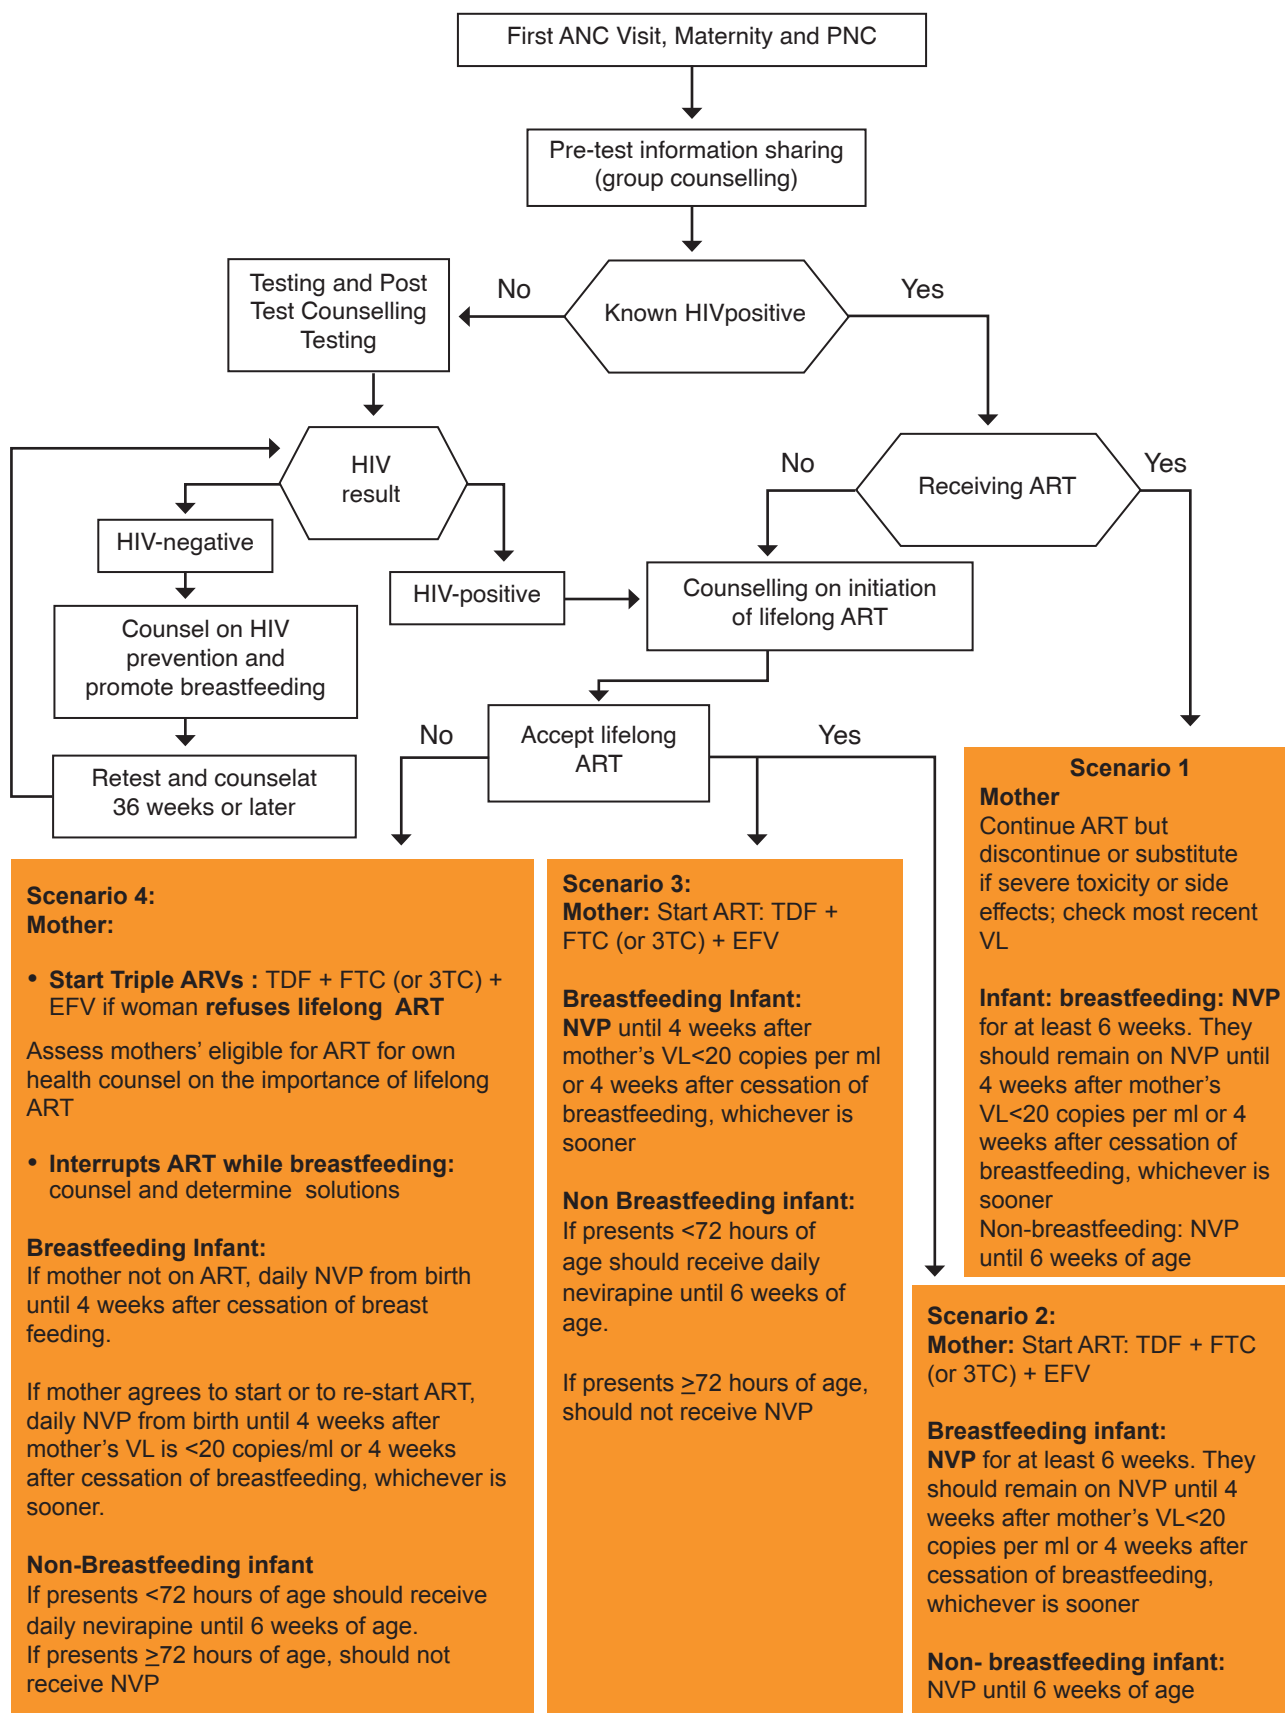 First ANC Visit, Maternity and PNC
Pre-test information sharing
(group counselling)
Testing and Post
Test Counselling
Testing
No
Known HIVpositive
Yes
HIV
result
No
Receiving ART
Yes
HIV-negative
HIV-positive
Counselling on initiation
of lifelong ART
Counsel on HIV
prevention and
promote breastfeeding
No
Accept lifelong
ART
Yes
Retest and counselat
36 weeks or later
Scenario 1
Mother
Continue ART but
discontinue or substitute
if severe toxicity or side
effects; check most recent
VL
Infant: breastfeeding: NVP
for at least 6 weeks. They
should remain on NVP until
4 weeks after mother’s
VL<20 copies per ml or 4
weeks after cessation of
breastfeeding, whichever is
sooner
Non-breastfeeding: NVP
until 6 weeks of age
Scenario 4:
Mother:
• Start Triple ARVs : TDF + FTC (or 3TC) +
EFV if woman refuses lifelong ART
Assess mothers’ eligible for ART for own
health counsel on the importance of lifelong
ART
• Interrupts ART while breastfeeding:
counsel and determine solutions
Breastfeeding Infant:
If mother not on ART, daily NVP from birth
until 4 weeks after cessation of breast
feeding.
If mother agrees to start or to re-start ART,
daily NVP from birth until 4 weeks after
mother’s VL is <20 copies/ml or 4 weeks
after cessation of breastfeeding, whichever is
sooner.
Non-Breastfeeding infant
If presents <72 hours of age should receive
daily nevirapine until 6 weeks of age.
If presents ≥72 hours of age, should not
receive NVP
Scenario 3:
Mother: Start ART: TDF +
FTC (or 3TC) + EFV
Breastfeeding Infant:
NVP until 4 weeks after
mother’s VL<20 copies per ml
or 4 weeks after cessation of
breastfeeding, whichever is
sooner
Non Breastfeeding infant:
If presents <72 hours of
age should receive daily
nevirapine until 6 weeks of
age.
If presents ≥72 hours of age,
should not receive NVP
Scenario 2:
Mother: Start ART: TDF + FTC
(or 3TC) + EFV
Breastfeeding infant:
NVP for at least 6 weeks. They
should remain on NVP until 4
weeks after mother’s VL<20
copies per ml or 4 weeks after
cessation of breastfeeding,
whichever is sooner
Non- breastfeeding infant:
NVP until 6 weeks of age